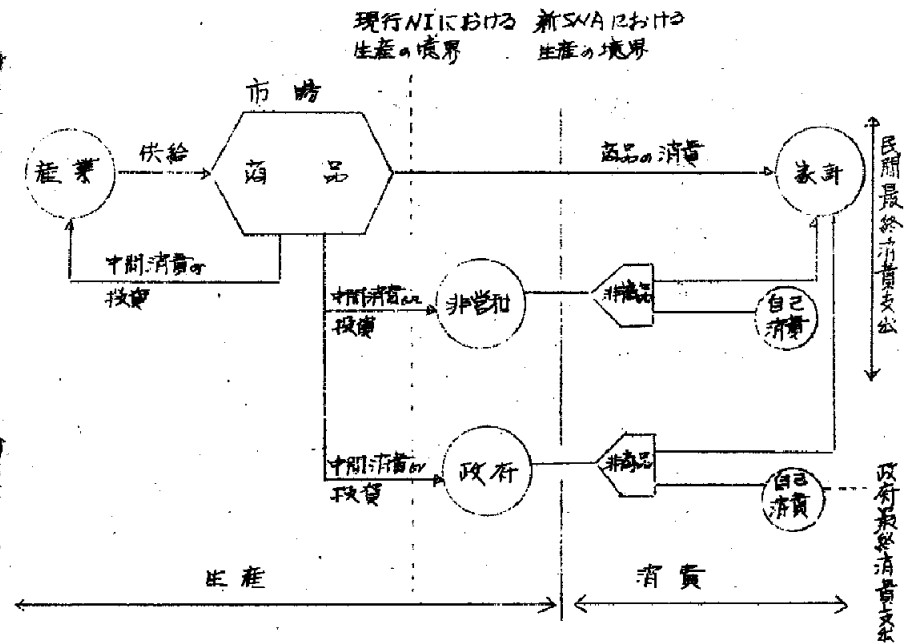 現行NIにおける 新SNAにおける
生産の境界 生産の境界
市場
産業
供給
商品
商品の消費
家計
民間最終消費支出
中間消費or
投資
中間消費or
投資
非営利
非商品
自己
消費
中間消費or
投資
政府
非商品
自己
消費
政府最終消費支出
生産
消費